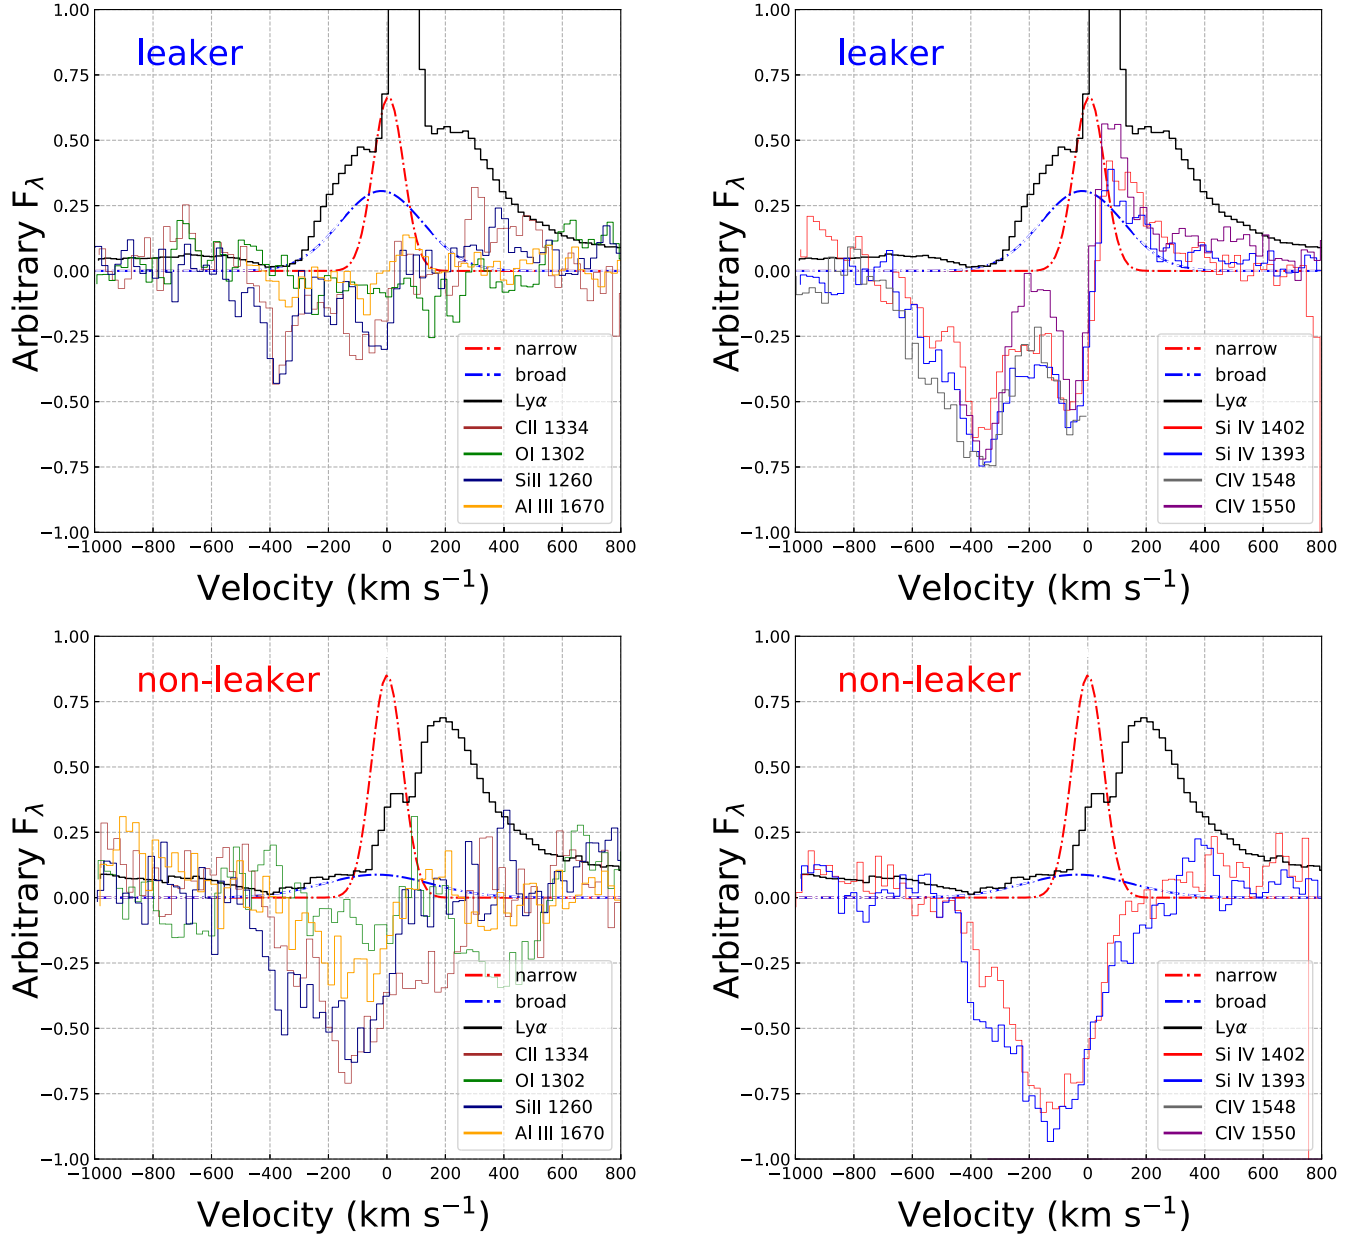 leaker
1.00
0.75
0.50
0.25
0.00
−0.25
−0.50
−0.75
−1.00
Arbitrary Fλ
narrow
broad
Lyα
CII 1334
OI 1302
SiII 1260
Al III 1670
−1000 −800 −600 −400 −200 0 200 400 600 800
Velocity (km s−1)
leaker
1.00
0.75
0.50
0.25
0.00
−0.25
−0.50
−0.75
−1.00
Arbitrary Fλ
narrow
broad
Lyα
Si IV 1402
Si IV 1393
CIV 1548
CIV 1550
−1000 −800 −600 −400 −200 0 200 400 600 800
Velocity (km s−1)
non-leaker
1.00
0.75
0.50
0.25
0.00
−0.25
−0.50
−0.75
−1.00
Arbitrary Fλ
narrow
broad
Lyα
CII 1334
OI 1302
SiII 1260
Al III 1670
−1000 −800 −600 −400 −200 0 200 400 600 800
Velocity (km s−1)
non-leaker
1.00
0.75
0.50
0.25
0.00
−0.25
−0.50
−0.75
−1.00
Arbitrary Fλ
narrow
broad
Lyα
Si IV 1402
Si IV 1393
CIV 1548
CIV 1550
−1000 −800 −600 −400 −200 0 200 400 600 800
Velocity (km s−1)